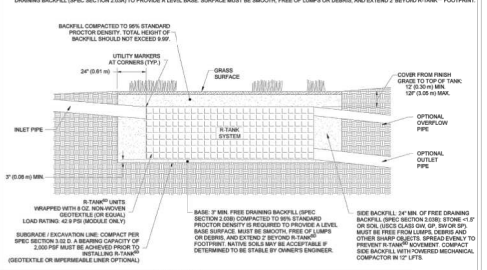 DRAINING BACKFILL (SPEC SECTION 2.03A) TO PROVIDE A LEVEL BASE. SURFACE MUST BE SMOOTH, FREE OF LUMPS OR DEBRIS, AND EXTEND 2' BEYOND R-TANK FOOTPRINT.
BACKFILL COMPACTED TO 95% STANDARD
PROCTOR DENSITY. TOTAL HEIGHT OF
BACKFILL SHOULD NOT EXCEED 9.99'.
UTILITY MARKERS
AT CORNERS (TYP.)
24" (0.61 m)
GRASS
SURFACE
COVER FROM FINISH
GRADE TO TOP OF TANK:
12" (0.30 m) MIN.
120" (3.05 m) MAX.
INLET PIPE
R-TANK
SYSTEM
OPTIONAL
OVERFLOW
PIPE
OPTIONAL
OUTLET
PIPE
3" (0.08 m) MIN.
R-TANK UNITS
WRAPPED WITH 8 OZ. NON-WOVEN
GEOTEXTILE (OR EQUAL)
LOAD RATING: 42.9 PSI (MODULE ONLY)
SUBGRADE / EXCAVATION LINE: COMPACT PER
SPEC SECTION 3.02 D. A BEARING CAPACITY OF
2,000 PSF MUST BE ACHIEVED PRIOR TO
INSTALLING R-TANK
(GEOTEXTILE OR IMPERMEABLE LINER OPTIONAL)
BASE: 3" MIN. FREE DRAINING BACKFILL (SPEC
SECTION 2.03B) COMPACTED TO 95% STANDARD
PROCTOR DENSITY IS REQUIRED TO PROVIDE A LEVEL
BASE SURFACE. MUST BE SMOOTH, FREE OF LUMPS
OR DEBRIS, AND EXTEND 2' BEYOND R-TANK
FOOTPRINT. NATIVE SOILS MAY BE ACCEPTABLE IF
DETERMINED TO BE STABLE BY OWNER'S ENGINEER.
SIDE BACKFILL: 24" MIN. OF FREE DRAINING
BACKFILL (SPEC SECTION 2.03B): STONE <1.5"
OR SOIL (USCS CLASS GW, GP, SW OR SP).
MUST BE FREE FROM LUMPS, DEBRIS AND
OTHER SHARP OBJECTS. SPREAD EVENLY TO
PREVENT R-TANK MOVEMENT. COMPACT
SIDE BACKFILL WITH POWERED MECHANICAL
COMPACTOR IN 12" LIFTS.